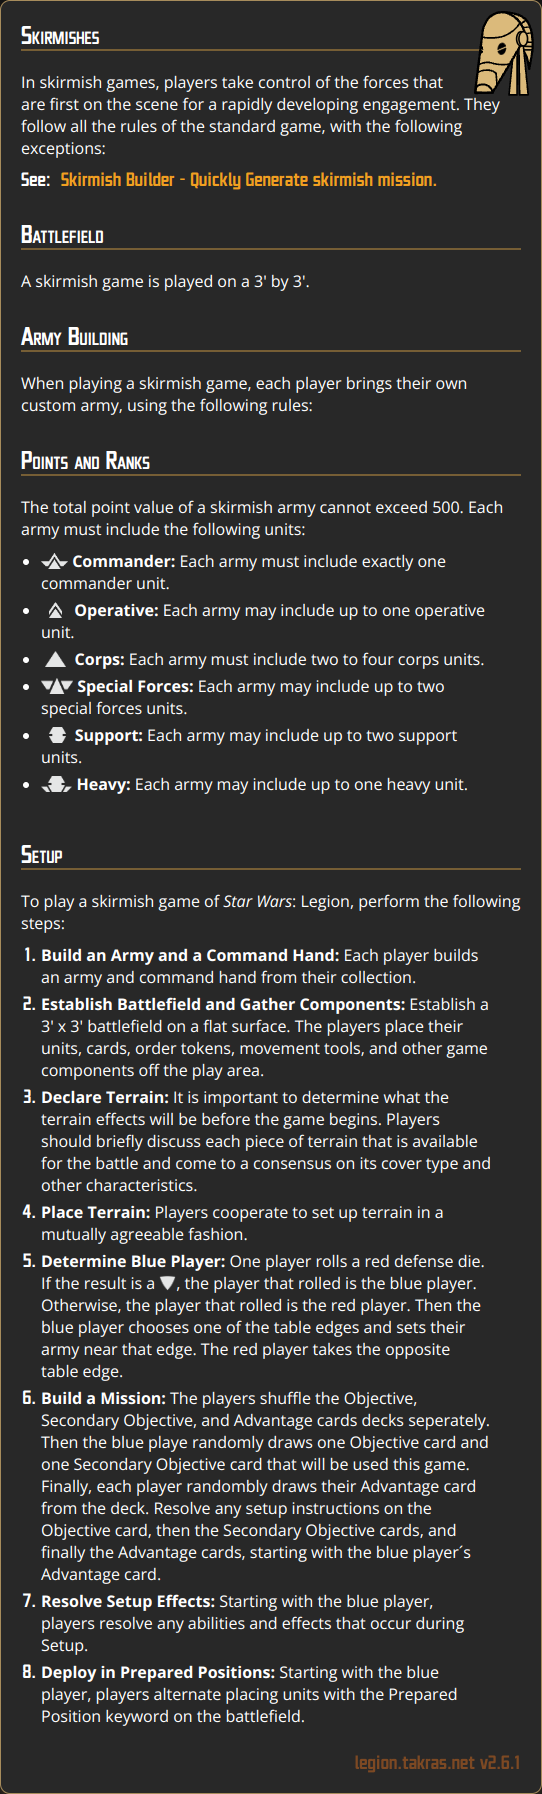 Skirmishes
In skirmish games, players take control of the forces that
are first on the scene for a rapidly developing engagement. They
follow all the rules of the standard game, with the following
exceptions:
See: Skirmish Builder - Quickly Generate skirmish mission.
Battlefield
A skirmish game is played on a 3' by 3'.
Army Building
When playing a skirmish game, each player brings their own
custom army, using the following rules:
Points and Ranks
The total point value of a skirmish army cannot exceed 500. Each
army must include the following units:
• Commander: Each army must include exactly one
commander unit.
• Operative: Each army may include up to one operative
unit.
• Corps: Each army must include two to four corps units.
• Special Forces: Each army may include up to two
special forces units.
• Support: Each army may include up to two support
units.
• Heavy: Each army may include up to one heavy unit.
Setup
To play a skirmish game of Star Wars: Legion, perform the following
steps:
1. Build an Army and a Command Hand: Each player builds
an army and command hand from their collection.
2. Establish Battlefield and Gather Components: Establish a
3' x 3' battlefield on a flat surface. The players place their
units, cards, order tokens, movement tools, and other game
components off the play area.
3. Declare Terrain: It is important to determine what the
terrain effects will be before the game begins. Players
should briefly discuss each piece of terrain that is available
for the battle and come to a consensus on its cover type and
other characteristics.
4. Place Terrain: Players cooperate to set up terrain in a
mutually agreeable fashion.
5. Determine Blue Player: One player rolls a red defense die.
If the result is a , the player that rolled is the blue player.
Otherwise, the player that rolled is the red player. Then the
blue player chooses one of the table edges and sets their
army near that edge. The red player takes the opposite
table edge.
6. Build a Mission: The players shuffle the Objective,
Secondary Objective, and Advantage cards decks seperately.
Then the blue playe randomly draws one Objective card and
one Secondary Objective card that will be used this game.
Finally, each player randombly draws their Advantage card
from the deck. Resolve any setup instructions on the
Objective card, then the Secondary Objective cards, and
finally the Advantage cards, starting with the blue player´s
Advantage card.
7. Resolve Setup Effects: Starting with the blue player,
players resolve any abilities and effects that occur during
Setup.
8. Deploy in Prepared Positions: Starting with the blue
player, players alternate placing units with the Prepared
Position keyword on the battlefield.
legion.takras.net v2.6.1